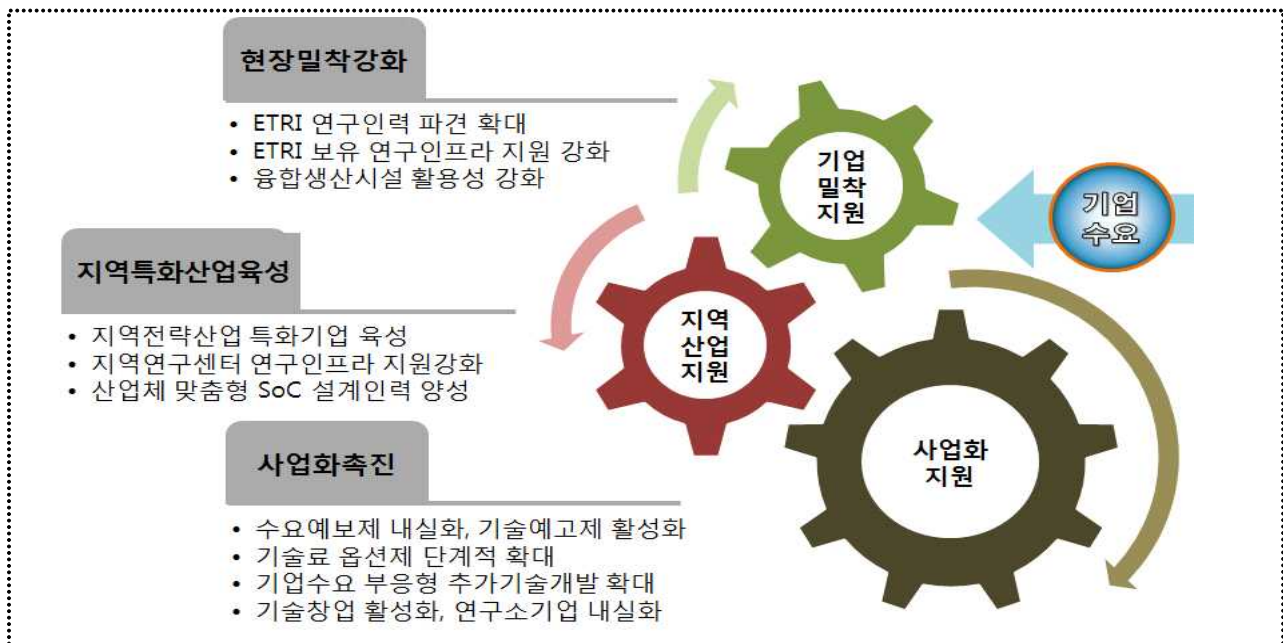 현장밀착강화
• ETRI 연구인력 파견 확대
• ETRI 보유 연구인프라 지원 강화
• 융합생산시설 활용성 강화
지역특화산업육성
• 지역전략산업 특화기업 육성
• 지역연구센터 연구인프라 지원강화
• 산업체 맞춤형 SoC 설계인력 양성
사업화촉진
• 수요예보제 내실화, 기술예고제 활성화
• 기술료 옵션제 단계적 확대
• 기업수요 부응형 추가기술개발 확대
• 기술창업 활성화, 연구소기업 내실화
기업
밀착
지원
기업
수요
지역
산업
지원
사업화
지원